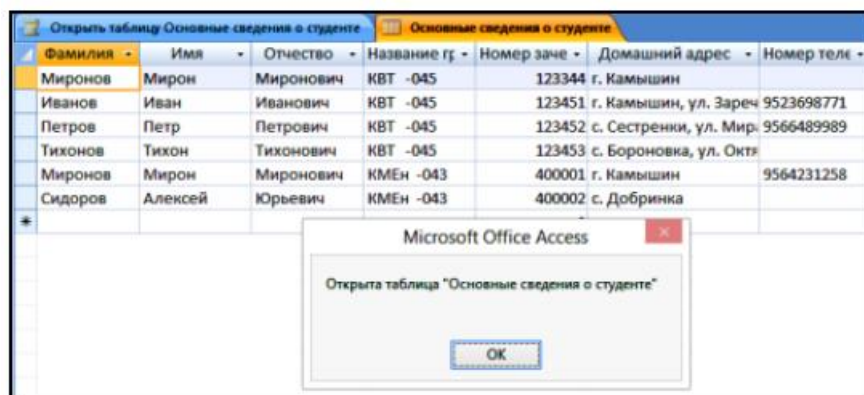 Открыть таблицу Основные сведения о студенте Основные сведения о студенте
Фамилия Имя Отчество Название гр Номер заче Домашний адрес Номер теле
Миронов Мирон Миронович КВТ -045 123344 г. Камышин
Иванов Иван Иванович КВТ -045 123451 г. Камышин, ул. Зареч 9523698771
Петров Петр Петрович КВТ -045 123452 с. Сестренки, ул. Мира 9566489989
Тихонов Тихон Тихонович КВТ -045 123453 с. Бороновка, ул. Октя
Миронов Мирон Миронович КМЕн -043 400001 г. Камышин 9564231258
Сидоров Алексей Юрьевич КМЕн -043 400002 с. Добринка
Microsoft Office Access
Открыта таблица "Основные сведения о студенте"
OK